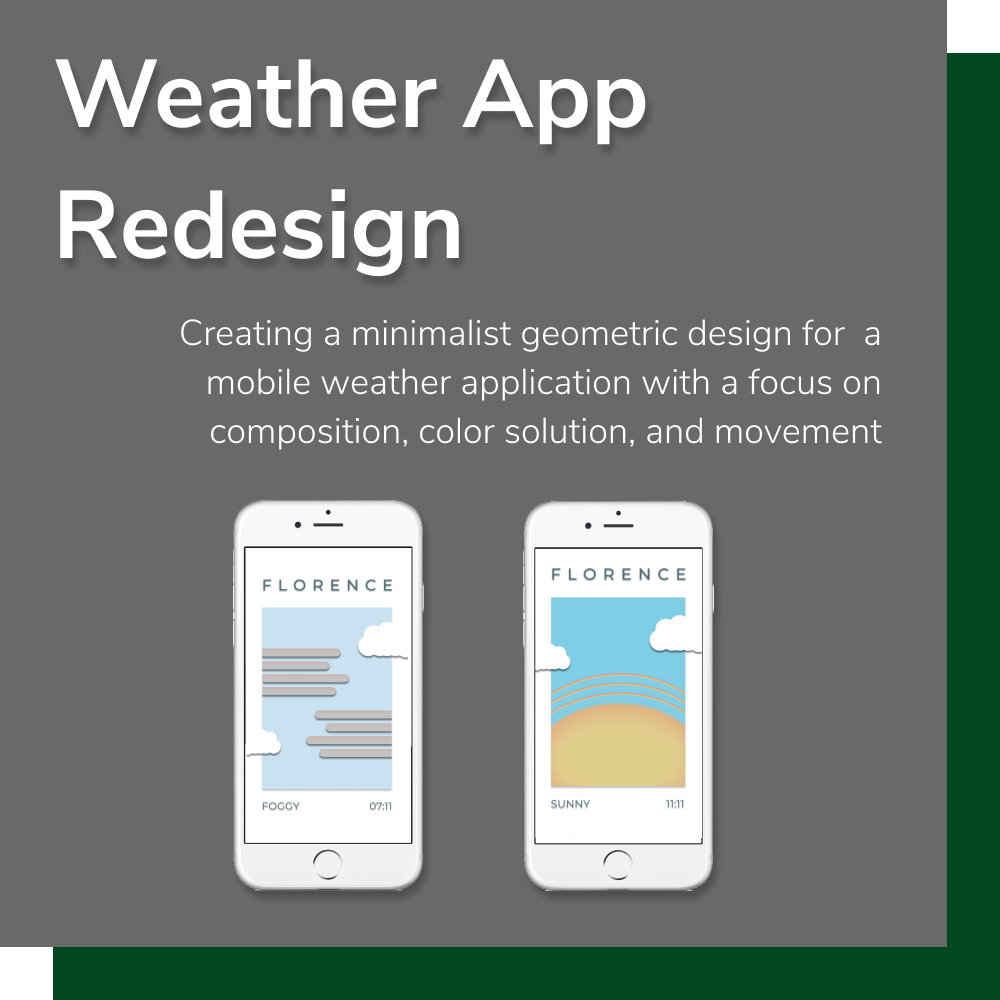 Weather App
Redesign
Creating a minimalist geometric design for  a
mobile weather application with a focus on
composition, color solution, and movement
FLORENCE
FOGGY 07:11
FLORENCE
SUNNY 11:11